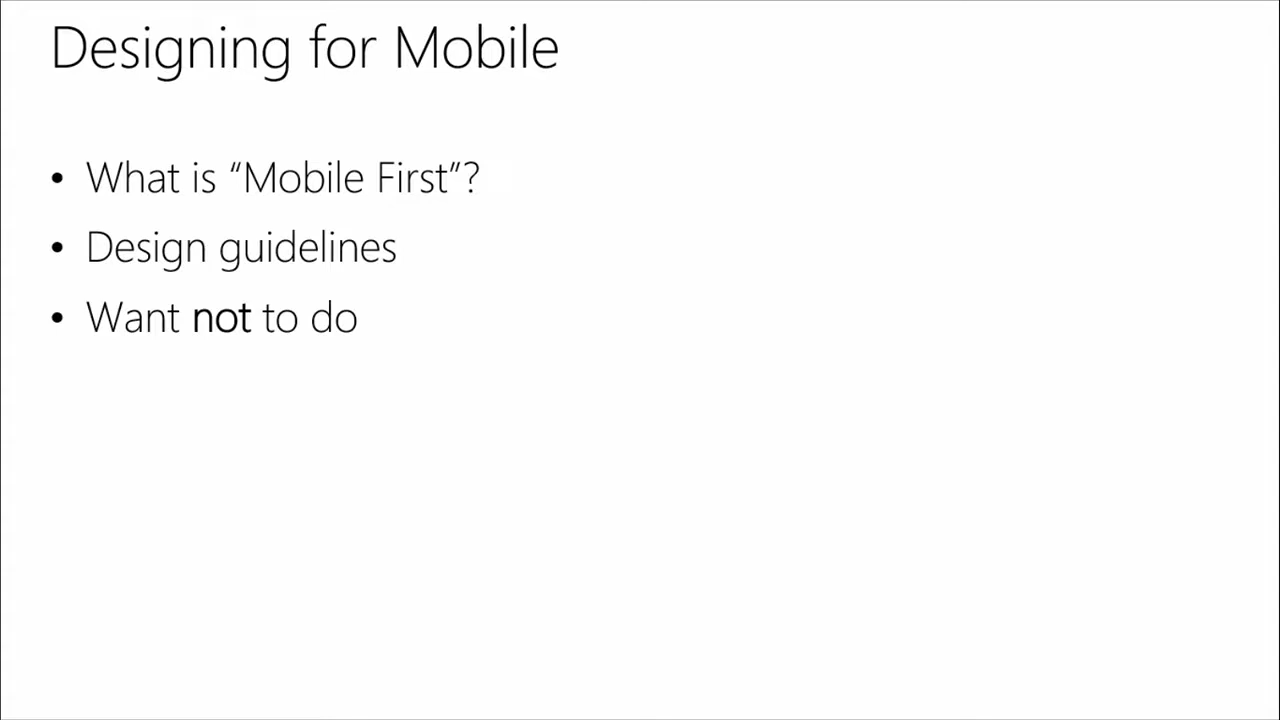 Designing for Mobile
• What is “Mobile First”?
• Design guidelines
• Want not to do